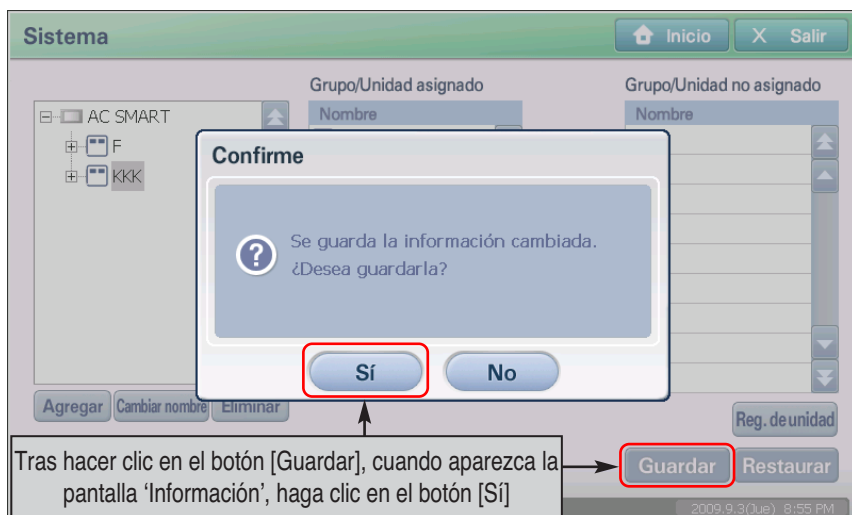 Sistema
Inicio
X Salir
Grupo/Unidad asignado
Grupo/Unidad no asignado
AC SMART
F
KKK
Nombre
Nombre
Confirme
Se guarda la información cambiada.
¿Desea guardarla?
Sí
No
Agregar
Cambiar nombre
Eliminar
Reg. de unidad
Tras hacer clic en el botón [Guardar], cuando aparezca la
pantalla ‘Información’, haga clic en el botón [Sí]
Guardar
Restaurar
2009.9.3(Jue) 8:55 PM